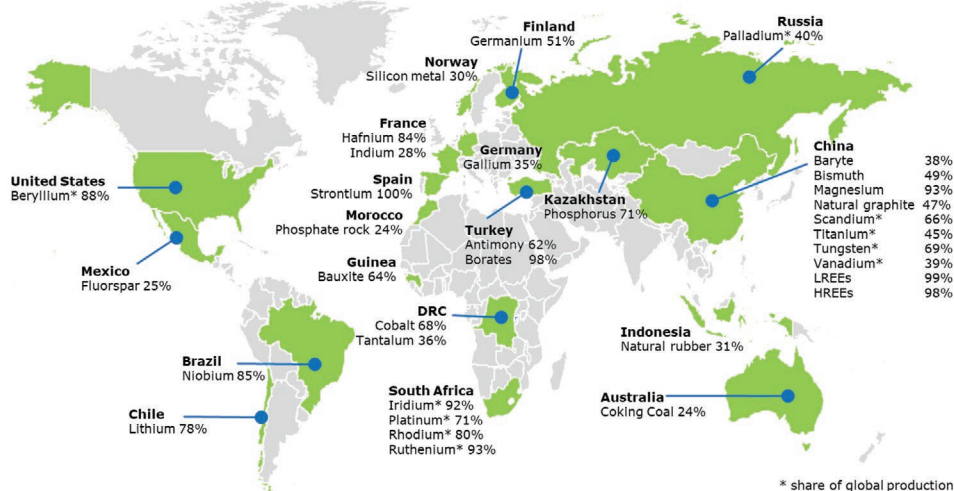 Finland
Germanium 51%
Russia
Palladium* 40%
Norway
Silicon metal 30%
France
Hafnium 84%
Indium 28%
Germany
Gallium 35%
China
Baryte 38%
Bismuth 49%
Magnesium 93%
Natural graphite 47%
Scandium* 66%
Titanium* 45%
Tungsten* 69%
Vanadium* 39%
LREEs 99%
HREEs 98%
United States
Beryllium* 88%
Spain
Strontium 100%
Kazakhstan
Phosphorus 71%
Morocco
Phosphate rock 24%
Turkey
Antimony 62%
Borates 98%
Mexico
Fluorspar 25%
Guinea
Bauxite 64%
DRC
Cobalt 68%
Tantalum 36%
Indonesia
Natural rubber 31%
Brazil
Niobium 85%
South Africa
Iridium* 92%
Platinum* 71%
Rhodium* 80%
Ruthenium* 93%
Australia
Coking Coal 24%
Chile
Lithium 78%
* share of global production